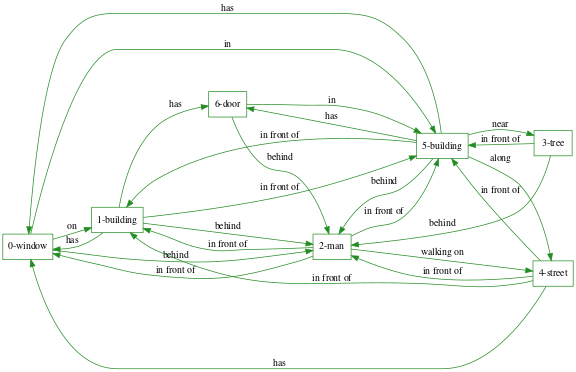 has
in
6-door
has
in
has
near
5-building
3-tree
in front of
in front of
along
behind
behind
in front of
in front of
1-building
in front of
behind
on
behind
0-window
has
in front of
2-man
walking on
behind
in front of
in front of
4-street
in front of
has